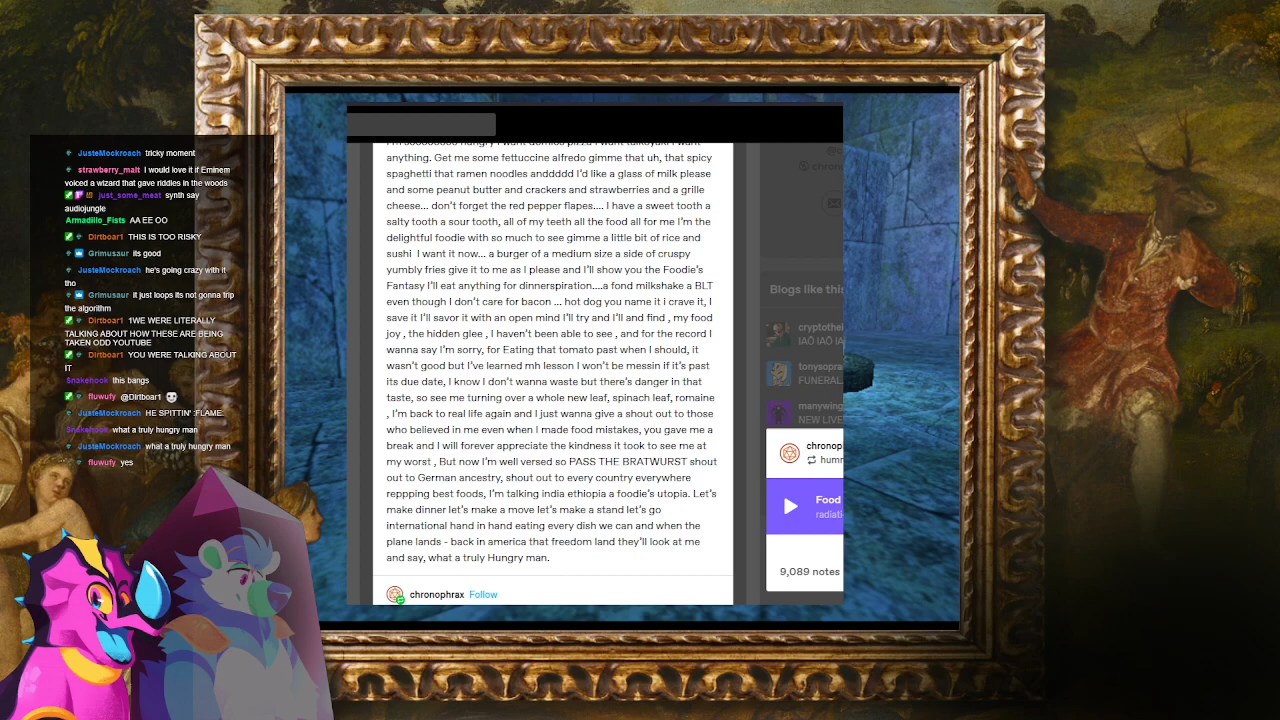 JusteMockroach tricky moment
strawberry_malt I would love it if Eminem
voiced a wizard that gave riddles in the woods
just_some_meat synth say
audiojungle
Armadillo_Fists AA EE OO
Dirtboar1 THIS IS TOO RISKY
Grimusaur its good
JusteMockroach he's going crazy with it
tho
Grimusaur it just loops its not gonna trip
the algorithm
Dirtboar1 1WE WERE LITERALLY
TALKING ABOUT HOW THESE ARE BEING
TAKEN ODD YOUTUBE
Dirtboar1 YOU WERE TALKING ABOUT
IT
Snakehook this bangs
fluwufy @Dirtboar1
JusteMockroach HE SPITTIN' :FLAME:
Snakehook what a truly hungry man
JusteMockroach what a truly hungry man
fluwufy yes
hungry I want domios pizza I want takoyaki I want
anything. Get me some fettuccine alfredo gimme that uh, that spicy
spaghetti that ramen noodles anddddd I'd like a glass of milk please
and some peanut butter and crackers and strawberries and a grille
cheese... don't forget the red pepper flapes.... I have a sweet tooth a
salty tooth a sour tooth, all of my teeth all the food all for me I'm the
delightful foodie with so much to see gimme a little bit of rice and
sushi I want it now... a burger of a medium size a side of cruspy
yumbly fries give it to me as I please and I'll show you the Foodie's
Fantasy I'll eat anything for dinnerspiration....a fond milkshake a BLT
even though I don't care for bacon ... hot dog you name it i crave it, I
save it I'll savor it with an open mind I'll try and I'll and find , my food
joy , the hidden glee , I haven't been able to see , and for the record I
wanna say I'm sorry, for Eating that tomato past when I should, it
wasn't good but I've learned mh lesson I won't be messin if it's past
its due date, I know I don't wanna waste but there's danger in that
taste, so see me turning over a whole new leaf, spinach leaf, romaine
, I'm back to real life again and I just wanna give a shout out to those
who believed in me even when I made food mistakes, you gave me a
break and I will forever appreciate the kindness it took to see me at
my worst , But now I'm well versed so PASS THE BRATWURST shout
out to German ancestry, shout out to every country everywhere
reppping best foods, I'm talking india ethiopia a foodie's utopia. Let's
make dinner let's make a move let's make a stand let's go
international hand in hand eating every dish we can and when the
plane lands - back in america that freedom land they'll look at me
and say, what a truly Hungry man.
chronophrax Follow
chron
Blogs like thi
cryptothe
IAÕ IAÕ IA
tonysopra
FUNERAL
manywing
NEW LIVE
chronop
humr
Food
radiati
9,089 notes